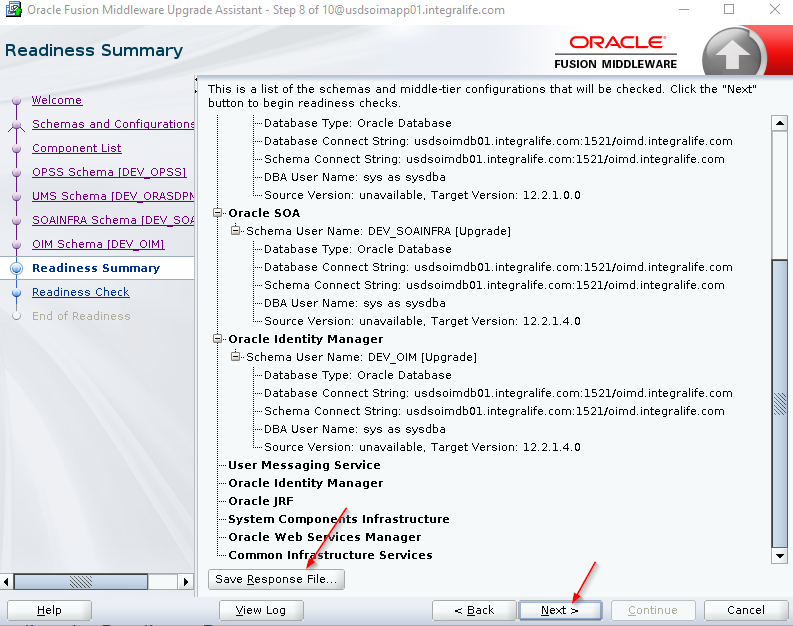 Oracle Fusion Middleware Upgrade Assistant - Step 8 of 10@usdsoimapp01.integralife.com
Readiness Summary
ORACLE
FUSION MIDDLEWARE
Welcome
Schemas and Configurations
Component List
OPSS Schema [DEV_OPSS]
UMS Schema [DEV_ORASDPM
SOAINFRA Schema [DEV_SOA
OIM Schema [DEV_OIM]
Readiness Summary
Readiness Check
End of Readiness
This is a list of the schemas and middle-tier configurations that will be checked. Click the "Next"
button to begin readiness checks.
Database Type: Oracle Database
Database Connect String: usdsoimdb01.integralife.com:1521/oimd.integralife.com
Schema Connect String: usdsoimdb01.integralife.com:1521/oimd.integralife.com
DBA User Name: sys as sysdba
Source Version: unavailable, Target Version: 12.2.1.0.0
Oracle SOA
Schema User Name: DEV_SOAINFRA [Upgrade]
Database Type: Oracle Database
Database Connect String: usdsoimdb01.integralife.com:1521/oimd.integralife.com
Schema Connect String: usdsoimdb01.integralife.com:1521/oimd.integralife.com
DBA User Name: sys as sysdba
Source Version: unavailable, Target Version: 12.2.1.4.0
Oracle Identity Manager
Schema User Name: DEV_OIM [Upgrade]
Database Type: Oracle Database
Database Connect String: usdsoimdb01.integralife.com:1521/oimd.integralife.com
Schema Connect String: usdsoimdb01.integralife.com:1521/oimd.integralife.com
DBA User Name: sys as sysdba
Source Version: unavailable, Target Version: 12.2.1.4.0
User Messaging Service
Oracle Identity Manager
Oracle JRF
System Components Infrastructure
Oracle Web Services Manager
Common Infrastructure Services
Save Response File...
Help
View Log
< Back
Next >
Continue
Cancel